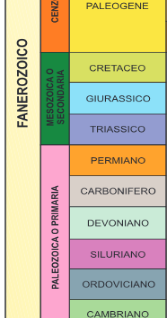 FANEROZOICO
CENZ
MESOZOICA O
SECONDARIA
PALEOZOICA O PRIMARIA
PALEOGENE
CRETACEO
GIURASSICO
TRIASSICO
PERMIANO
CARBONIFERO
DEVONIANO
SILURIANO
ORDOVICIANO
CAMBRIANO